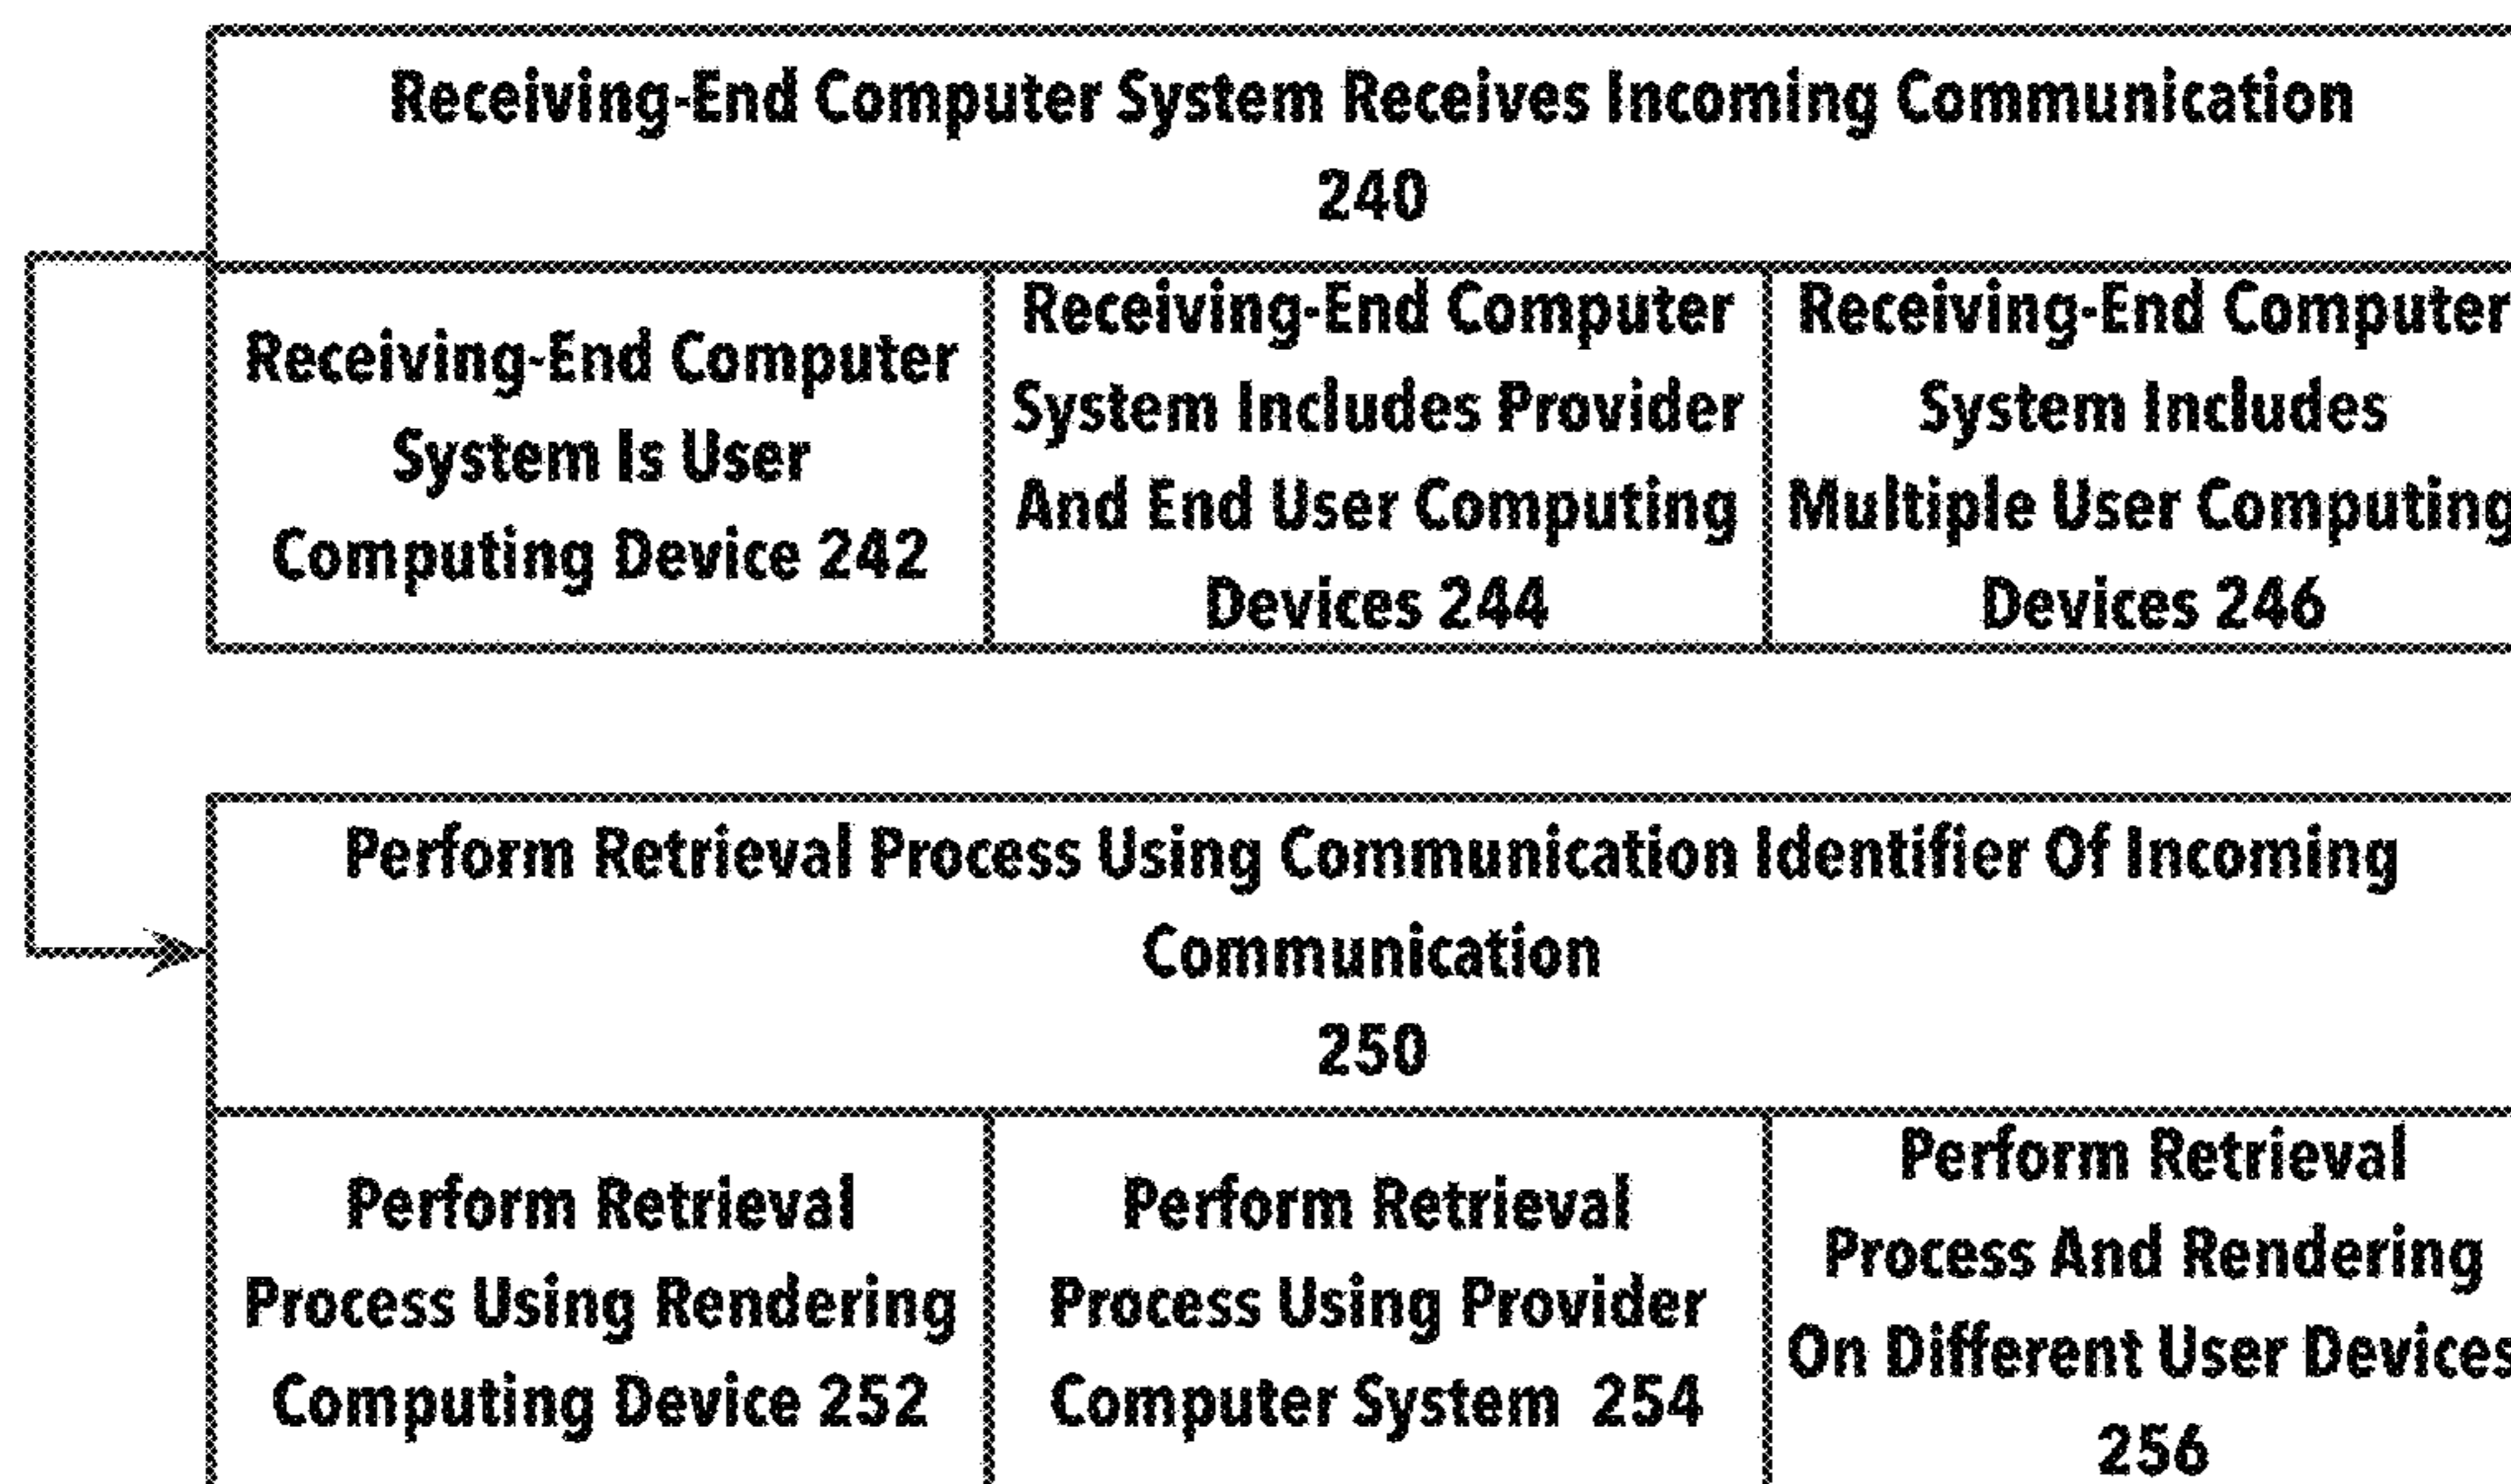 Receiving-End Computer System Receives Incoming Communication
240
Receiving-End Computer
System Is User
Computing Device 242
Receiving-End Computer
System Includes Provider
And End User Computing
Devices 244
Receiving-End Computer
System Includes
Multiple User Computing
Devices 246
Perform Retrieval Process Using Communication Identifier Of Incoming
Communication
250
Perform Retrieval
Process Using Rendering
Computing Device 252
Perform Retrieval
Process Using Provider
Computer System 254
Perform Retrieval
Process And Rendering
On Different User Devices
256